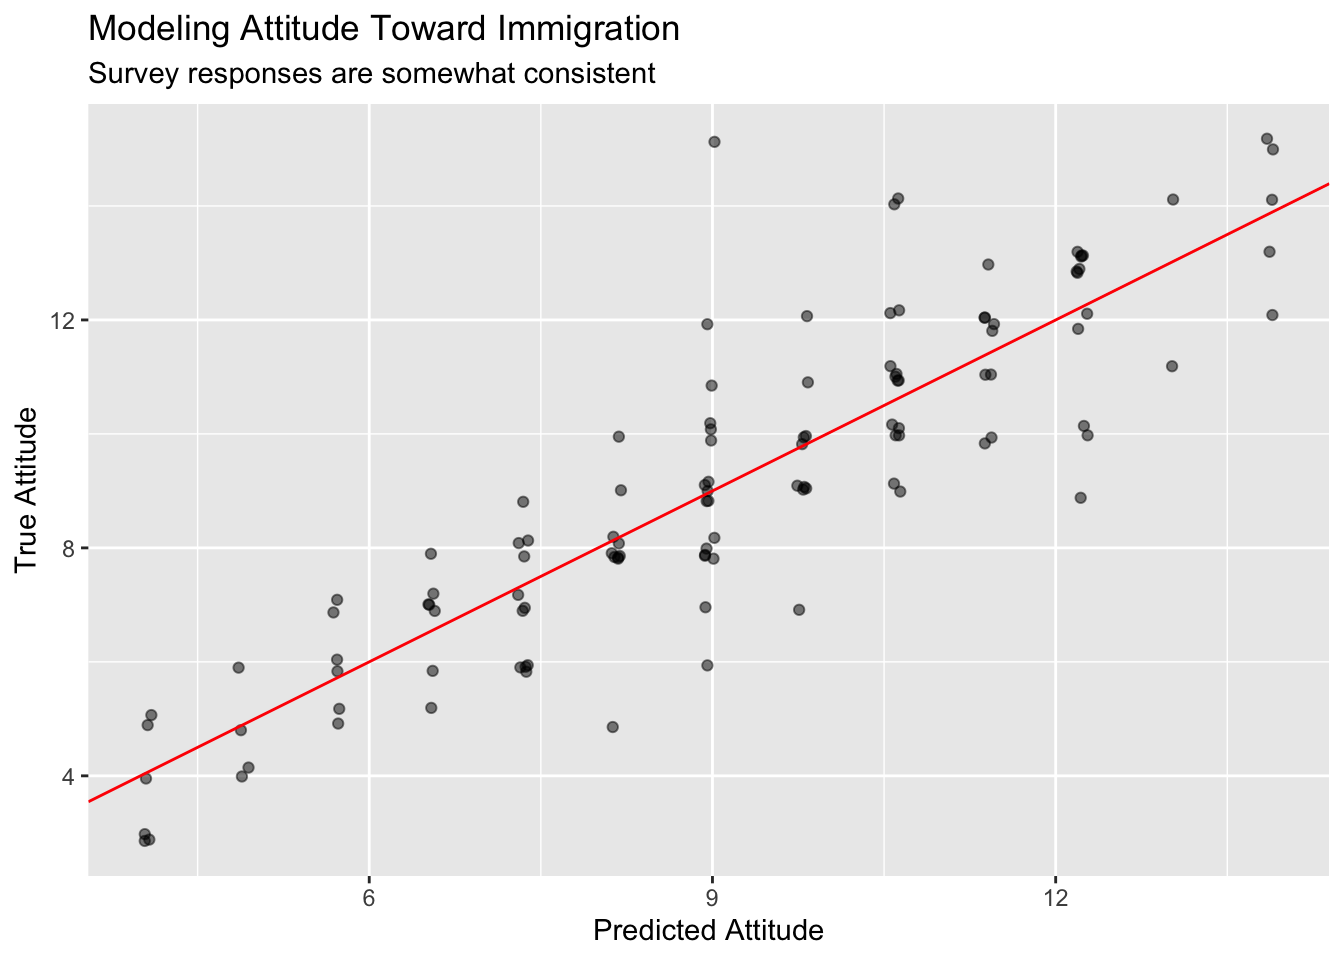 Modeling Attitude Toward Immigration
Survey responses are somewhat consistent
True Attitude
12
8
4
6
9
12
Predicted Attitude